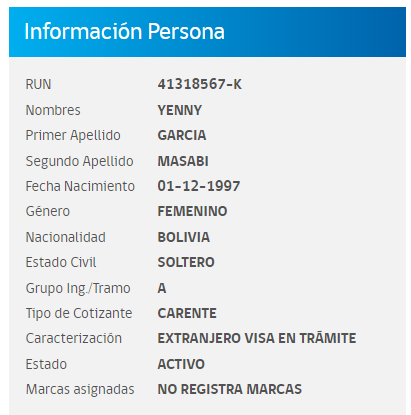 Información Persona
RUN 41318567-K
Nombres YENNY
Primer Apellido GARCIA
Segundo Apellido MASABI
Fecha Nacimiento 01-12-1997
Género FEMENINO
Nacionalidad BOLIVIA
Estado Civil SOLTERO
Grupo Ing./Tramo A
Tipo de Cotizante CARENTE
Caracterización EXTRANJERO VISA EN TRÁMITE
Estado ACTIVO
Marcas asignadas NO REGISTRA MARCAS